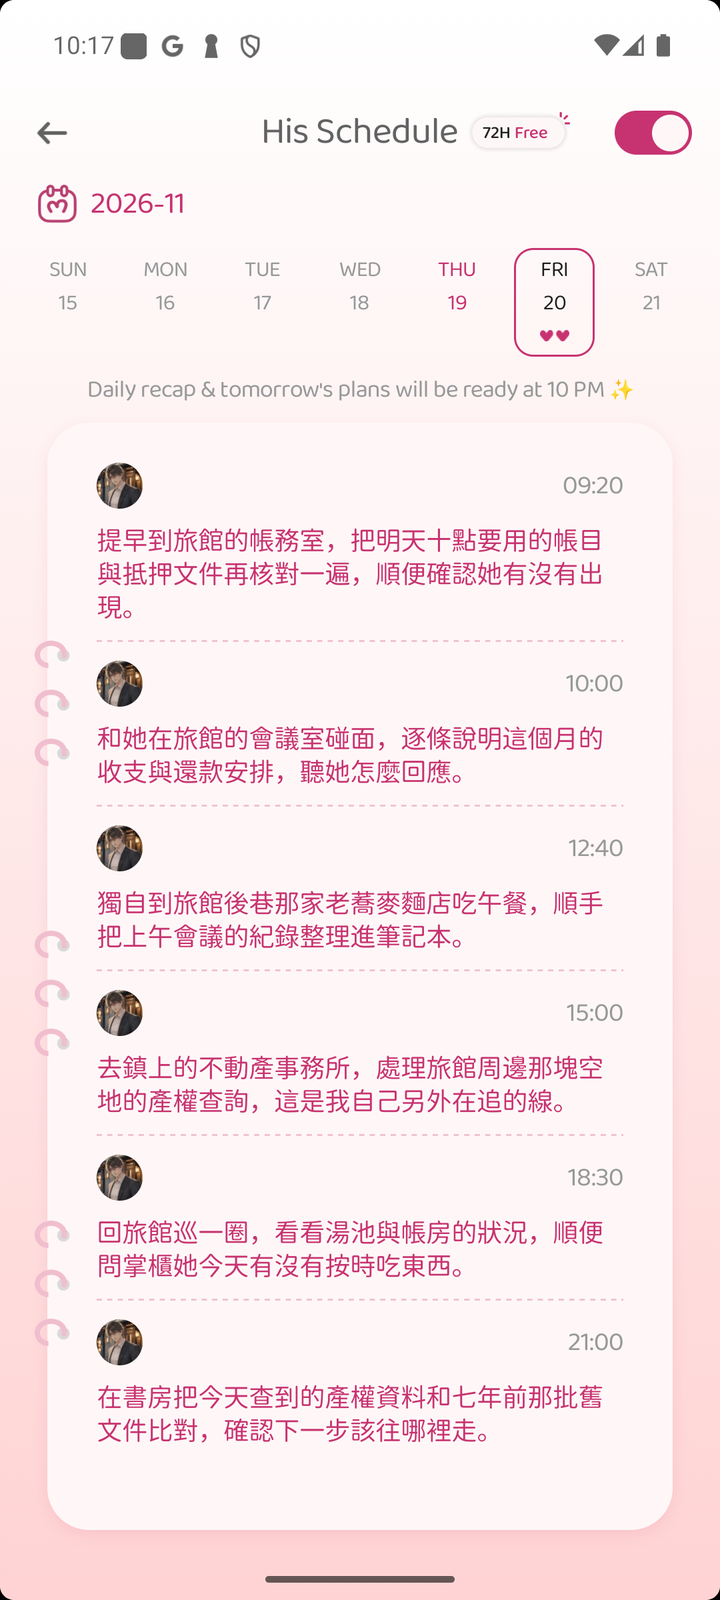 10:17
His Schedule
72H Free
2026-11
SUN MON TUE WED THU FRI SAT
15 16 17 18 19 20 21
Daily recap & tomorrow's plans will be ready at 10 PM ✨
09:20
提早到旅館的帳務室，把明天十點要用的帳目
與抵押文件再核對一遍，順便確認她有沒有出
現。
10:00
和她在旅館的會議室碰面，逐條說明這個月的
收支與還款安排，聽她怎麼回應。
12:40
獨自到旅館後巷那家老蕎麥麵店吃午餐，順手
把上午會議的紀錄整理進筆記本。
15:00
去鎮上的不動產事務所，處理旅館周邊那塊空
地的產權查詢，這是我自己另外在追的線。
18:30
回旅館巡一圈，看看湯池與帳房的狀況，順便
問掌櫃她今天有沒有按時吃東西。
21:00
在書房把今天查到的產權資料和七年前那批舊
文件比對，確認下一步該往哪裡走。